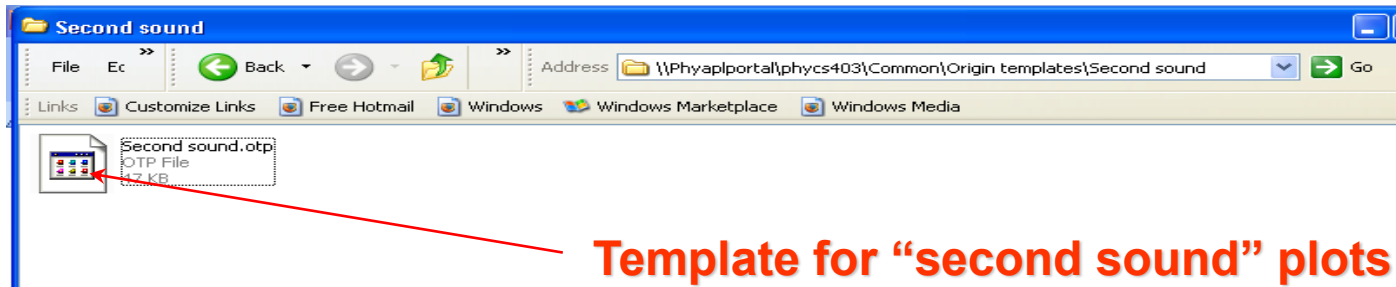 Second sound
File Ec » Back » Address \\Phyaplportal\phycs403\Common\Origin templates\Second sound Go
Links Customize Links Free Hotmail Windows Windows Marketplace Windows Media
Second sound.otp
OTP File
47 KB
Template for “second sound” plots